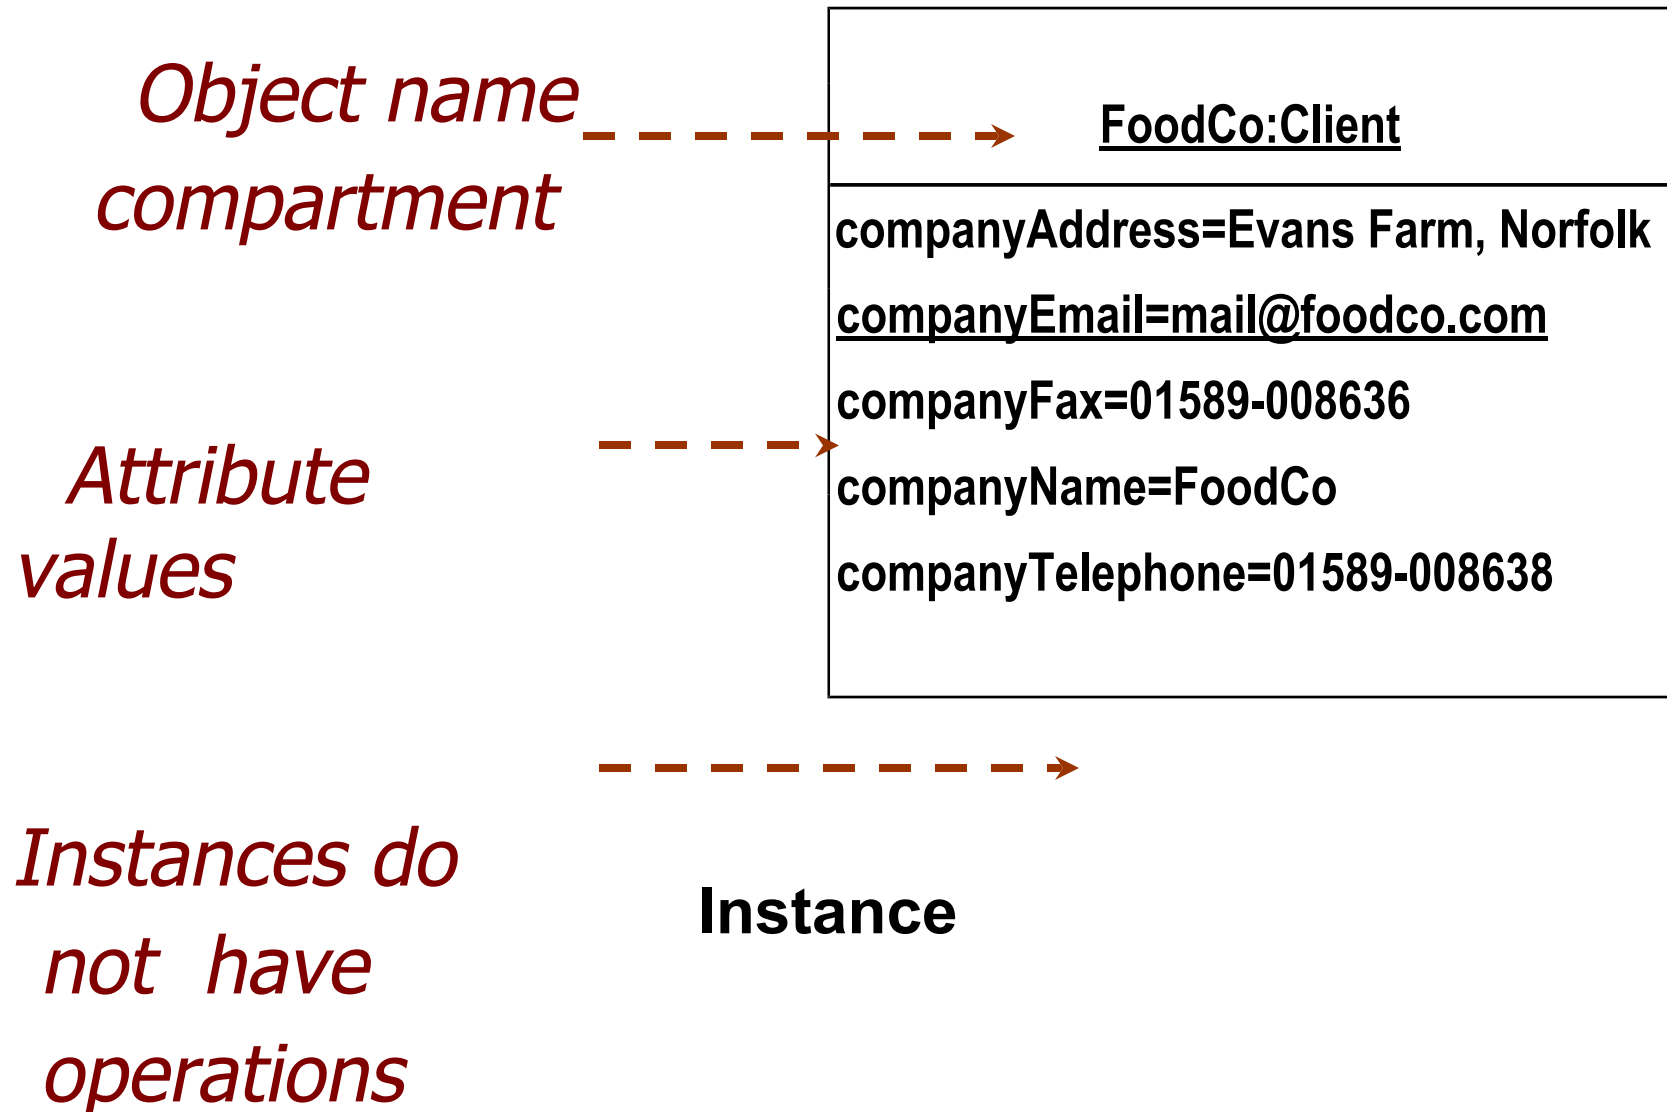 Object name
compartment
FoodCo:Client
companyAddress=Evans Farm, Norfolk
companyEmail=mail@foodco.com
companyFax=01589-008636
companyName=FoodCo
companyTelephone=01589-008638
Attribute
values
Instances do
not have
operations
Instance